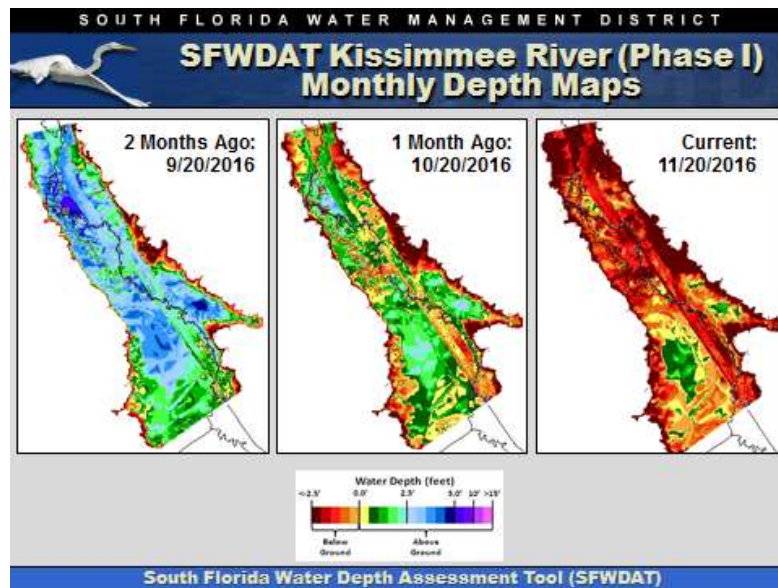 SOUTH FLORIDA WATER MANAGEMENT DISTRICT
SFWDAT Kissimmee River (Phase I)
Monthly Depth Maps
2 Months Ago:
9/20/2016
1 Month Ago:
10/20/2016
Current:
11/20/2016
Water Depth (feet)
<-2.5' 0.0' 2.5' 5.0' 10' >15'
Below
Ground
Above
Ground
South Florida Water Depth Assessment Tool (SFWDAT)